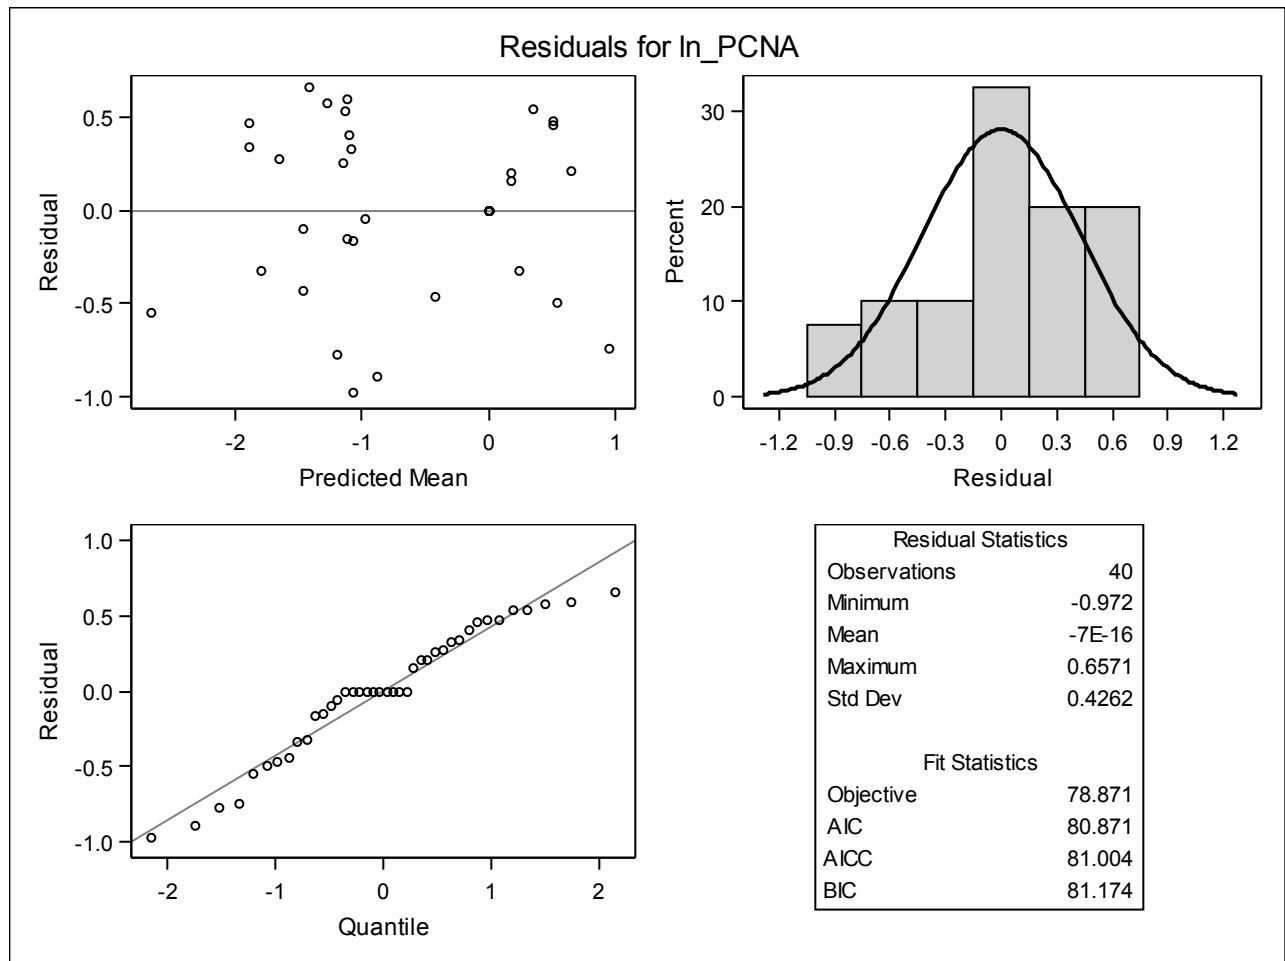 Residuals for ln_PCNA
0.5
0.0
-0.5
-1.0
Residual
-2 -1 0 1
Predicted Mean
30
20
10
0
Percent
-1.2 -0.9 -0.6 -0.3 0 0.3 0.6 0.9 1.2
Residual
1.0
0.5
0.0
-0.5
-1.0
Residual
-2 -1 0 1 2
Quantile
Residual Statistics
Observations 40
Minimum -0.972
Mean -7E-16
Maximum 0.6571
Std Dev 0.4262
Fit Statistics
Objective 78.871
AIC 80.871
AICC 81.004
BIC 81.174